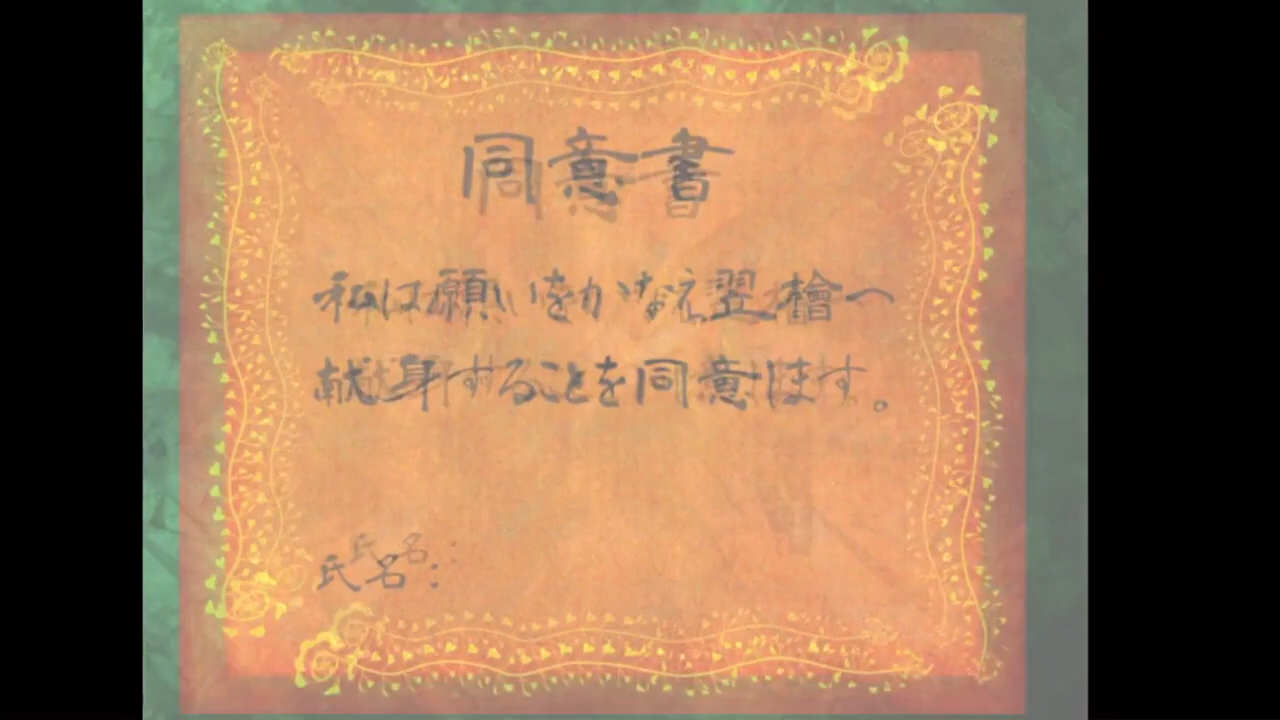 同意書
私は願いをかなえ翌檜へ
献身することを同意します。
氏名: